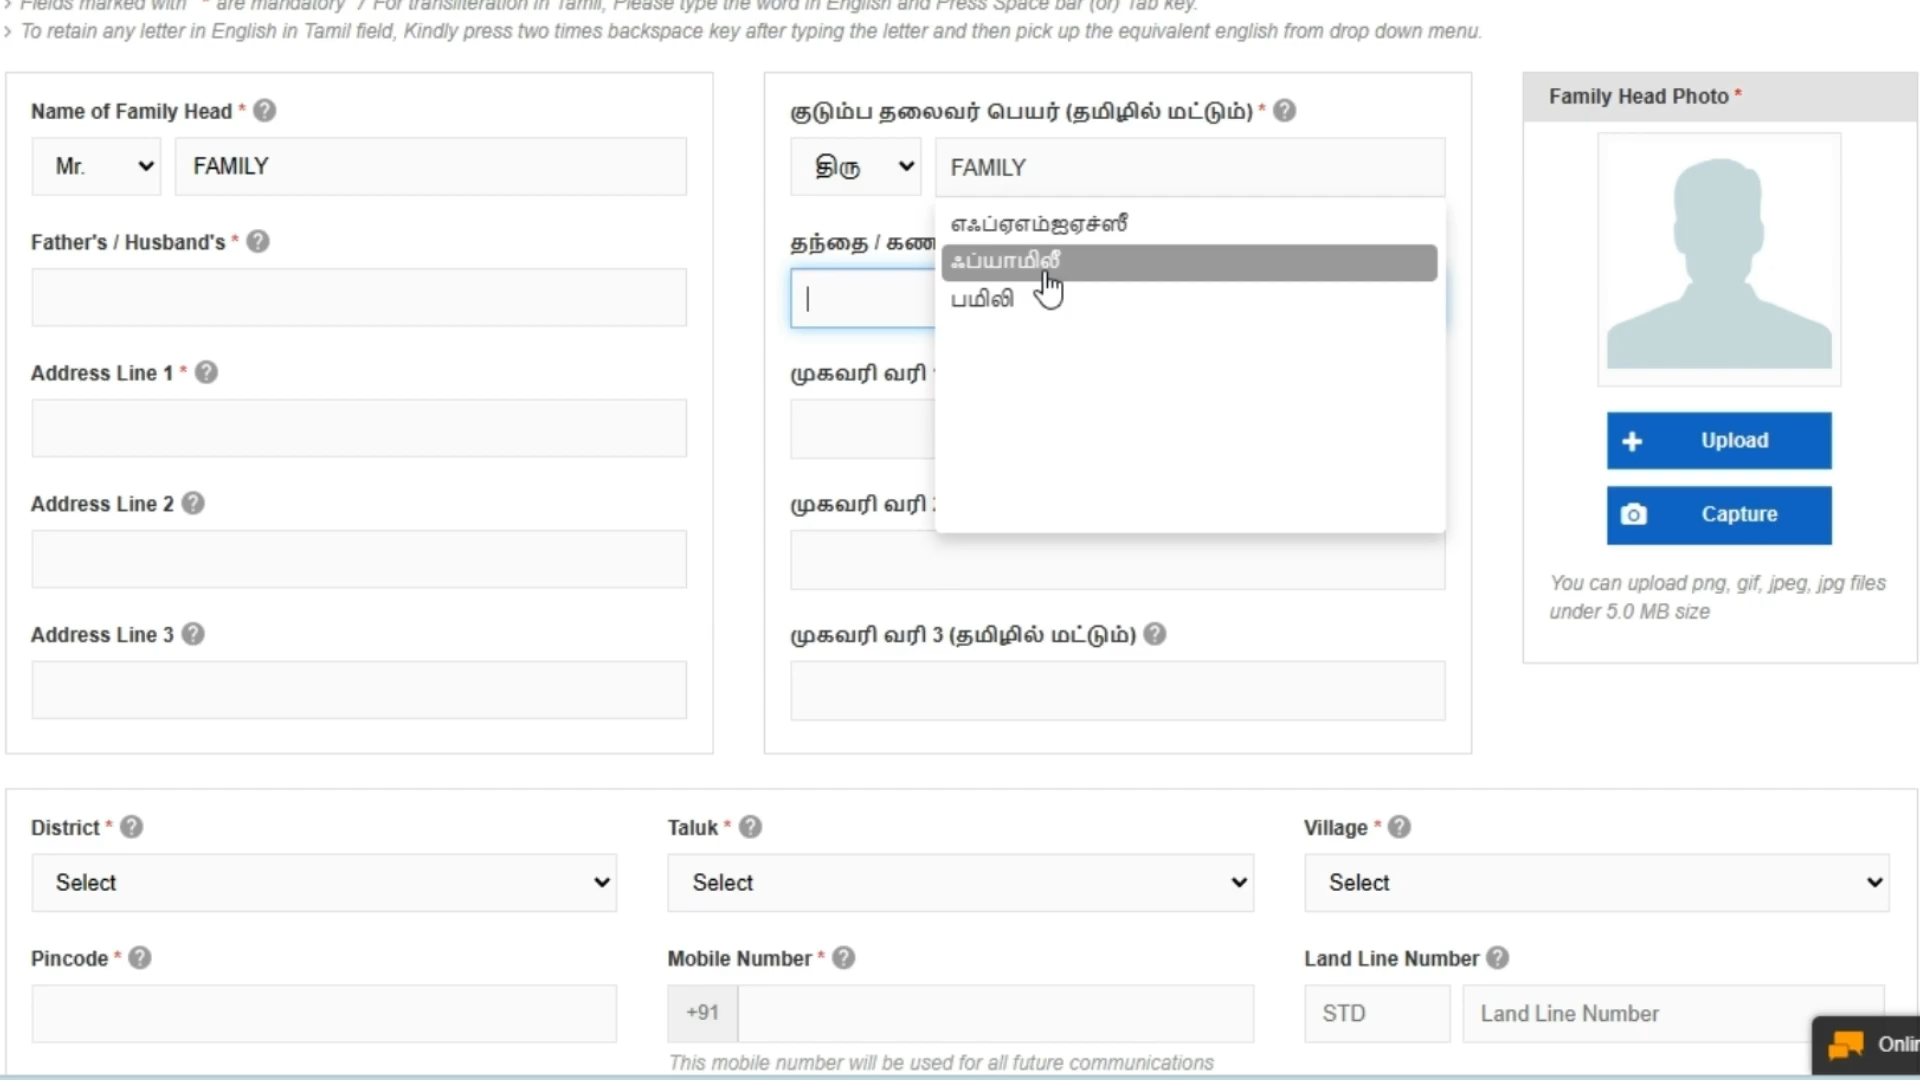 > Fields marked with " * " are mandatory / For transliteration in Tamil, Please type the word in English and Press Space bar (or) Tab key.
> To retain any letter in English in Tamil field, Kindly press two times backspace key after typing the letter and then pick up the equivalent english from drop down menu.
Name of Family Head * ?
Mr. FAMILY
Father's / Husband's * ?
Address Line 1 * ?
Address Line 2 ?
Address Line 3 ?
குடும்ப தலைவர் பெயர் (தமிழில் மட்டும்) * ?
திரு FAMILY
எஃப்ஏஎம்ஐஏச்ஸீ
ஃப்யாமிலீ
பமிலி
தந்தை / கண
முகவரி வரி
முகவரி வரி
முகவரி வரி 3 (தமிழில் மட்டும்) ?
Family Head Photo *
+ Upload
Capture
You can upload png, gif, jpeg, jpg files
under 5.0 MB size
District * ? Taluk * ? Village * ?
Select Select Select
Pincode * ? Mobile Number * ? Land Line Number ?
+91 STD Land Line Number
This mobile number will be used for all future communications
Onlin